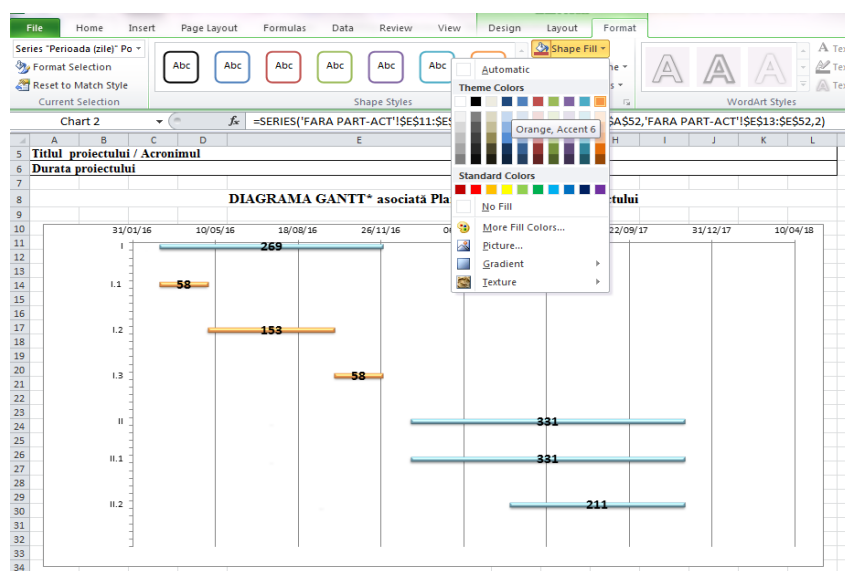 File Home Insert Page Layout Formulas Data Review View Design Layout Format
Series "Perioada (zile)" Po
Format Selection
Reset to Match Style
Current Selection
Abc Abc Abc Abc Abc Abc
Shape Styles
Shape Fill
WordArt Styles
Automatic
Theme Colors
Orange, Accent 6
Standard Colors
No Fill
More Fill Colors...
Picture...
Gradient
Texture
Chart 2 fx =SERIES('FARA PART-ACT'!$E$11:$E$ $A$52,'FARA PART-ACT'!$E$13:$E$52,2)
A B C D E H I J K L
5 Titlul proiectului / Acronimul
6 Durata proiectului
7
8 DIAGRAMA GANTT* asociată Pla ctului
9
10 31/01/16 10/05/16 18/08/16 26/11/16 22/09/17 31/12/17 10/04/18
11 I 269
12
13
14 I.1 58
15
16
17 I.2 153
18
19
20 I.3 58
21
22
23
24 II 331
25
26 II.1 331
27
28
29
30 II.2 211
31
32
33
34